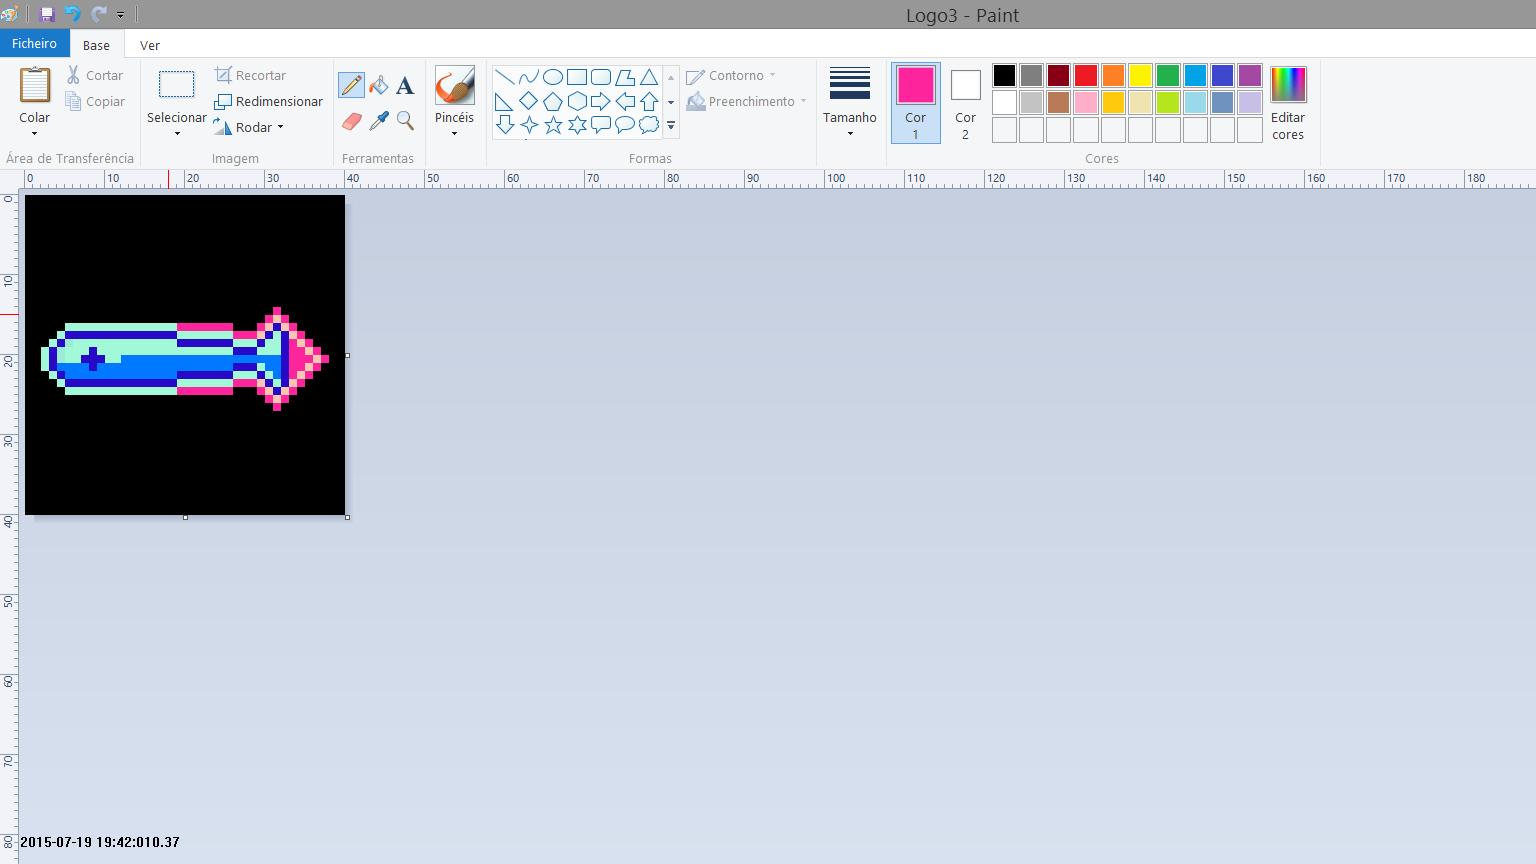 Logo3 - Paint
Ficheiro Base Ver
Colar
Cortar
Copiar
Área de Transferência
Selecionar
Recortar
Redimensionar
Rodar
Imagem
A
Ferramentas
Pincéis
Contorno
Preenchimento
Formas
Tamanho
Cor 1
Cor 2
Editar cores
Cores
0 10 20 30 40 50 60 70 80 90 100 110 120 130 140 150 160 170 180
0
10
20
30
40
50
60
70
80
2015-07-19 19:42:010.37